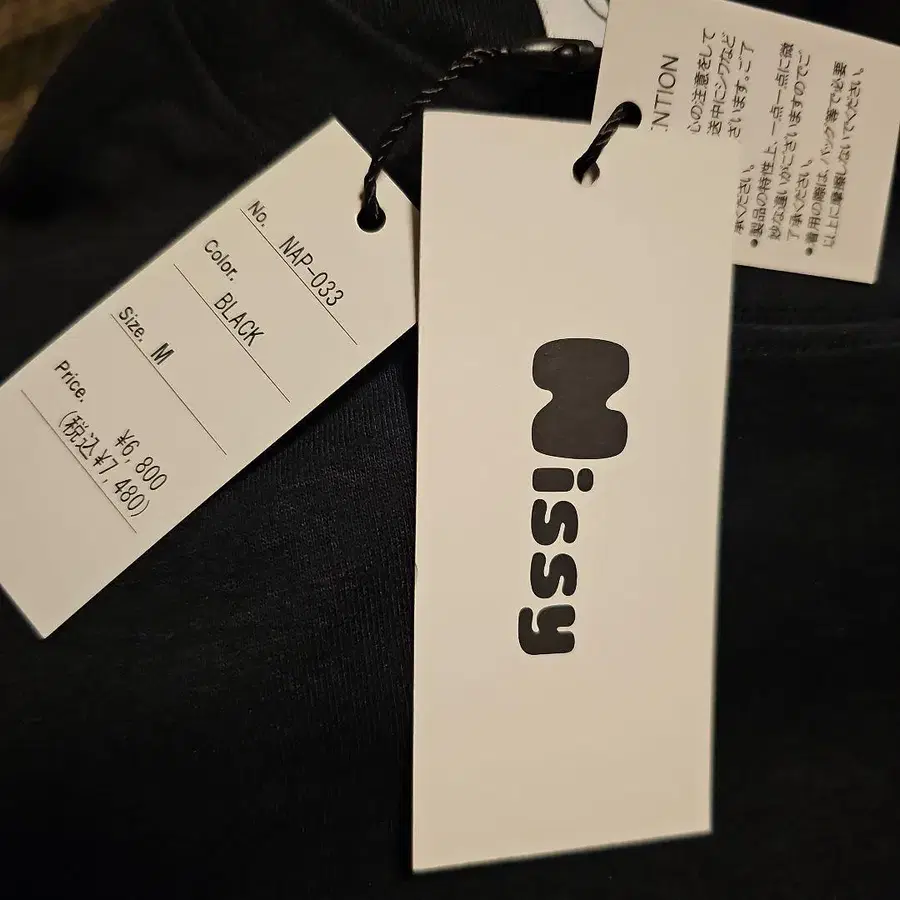 No. NAP-033
Color. BLACK
Size. M
Price. ¥6,800
(税込¥7,480)
Nissy
NTION
心の注意をして
送中にシワなど
ざいます。ご了
承ください。
●製品の特性上、一点一点に微
妙な違いがございますのでご
了承ください。
●着用の際は、バッグ等で必要
以上に摩擦しないでください。